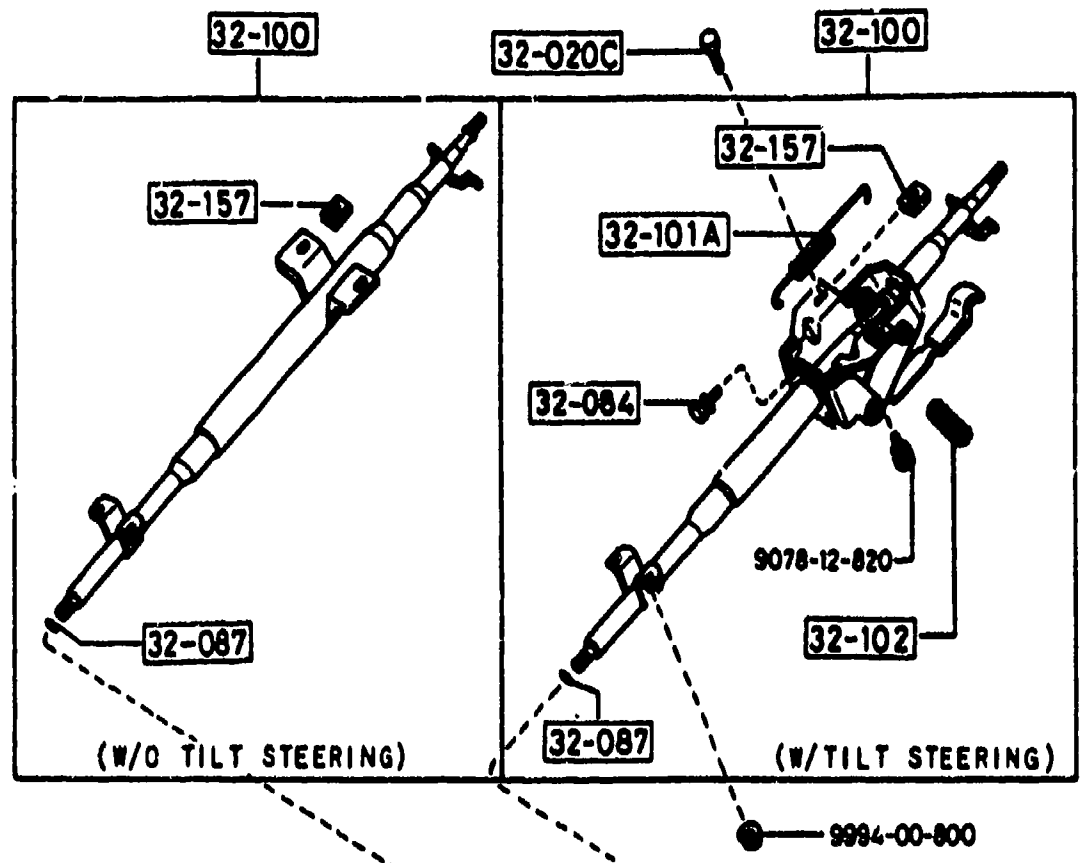 32-100
32-020C
32-100
32-157
32-157
32-101A
32-084
9078-12-820
32-102
32-087
32-087
(W/O TILT STEERING)
(W/TILT STEERING)
9994-00-800